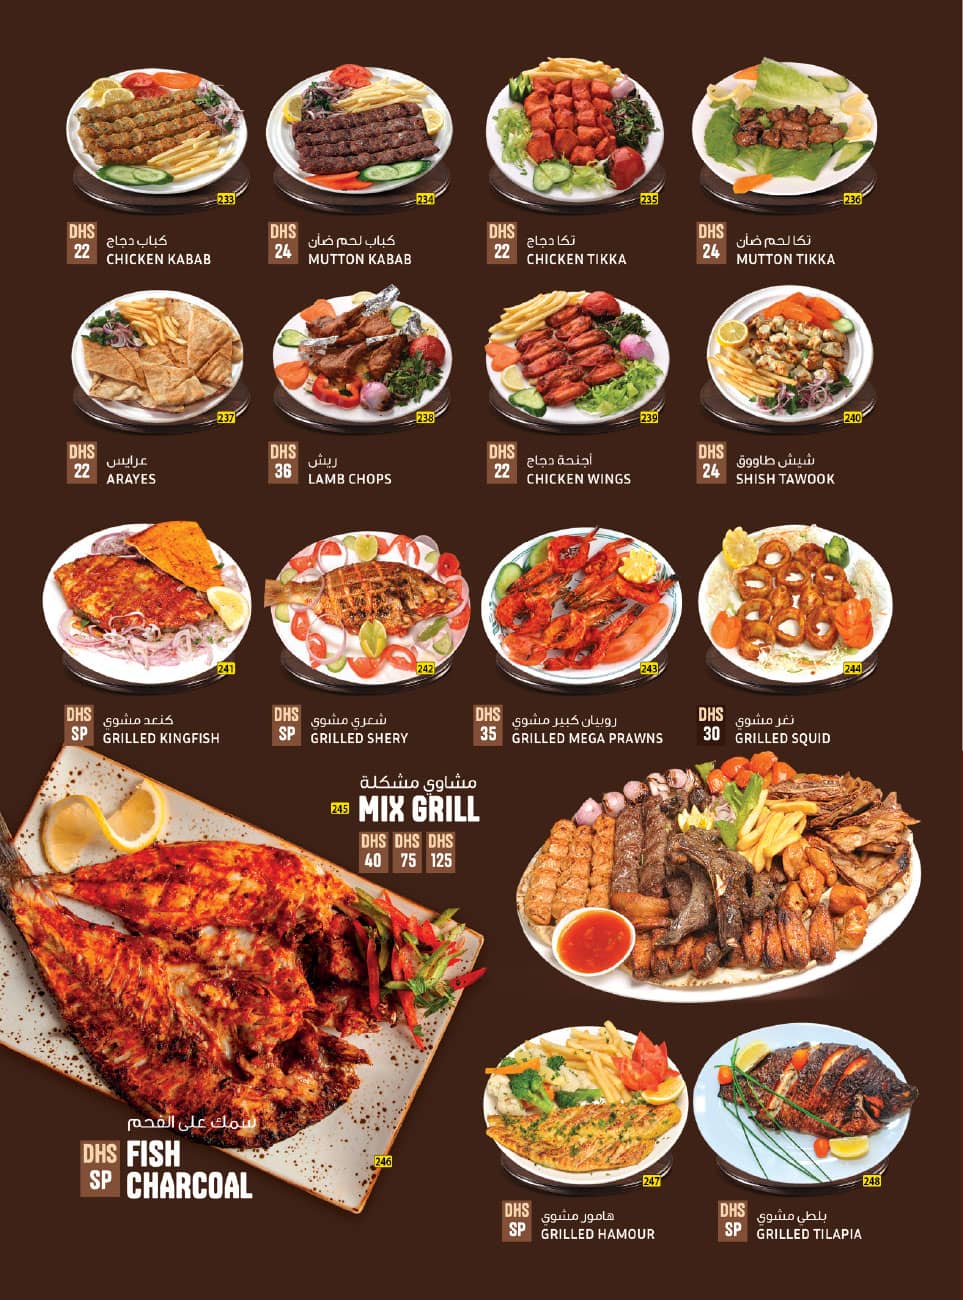 233
DHS
22
كباب دجاج
CHICKEN KABAB
234
DHS
24
كباب لحم ضأن
MUTTON KABAB
235
DHS
22
تكا دجاج
CHICKEN TIKKA
236
DHS
24
تكا لحم ضأن
MUTTON TIKKA
237
DHS
22
عرايس
ARAYES
238
DHS
36
ريش
LAMB CHOPS
239
DHS
22
أجنحة دجاج
CHICKEN WINGS
240
DHS
24
شيش طاووق
SHISH TAWOOK
241
DHS
SP
كنعد مشوي
GRILLED KINGFISH
242
DHS
SP
شعري مشوي
GRILLED SHERY
243
DHS
35
روبيان كبير مشوي
GRILLED MEGA PRAWNS
244
DHS
30
نغر مشوي
GRILLED SQUID
مشاوي مشكلة
245
MIX GRILL
DHS DHS DHS
40 75 125
سمك على الفحم
DHS
SP
FISH
CHARCOAL
246
247
DHS
SP
هامور مشوي
GRILLED HAMOUR
248
DHS
SP
بلطي مشوي
GRILLED TILAPIA